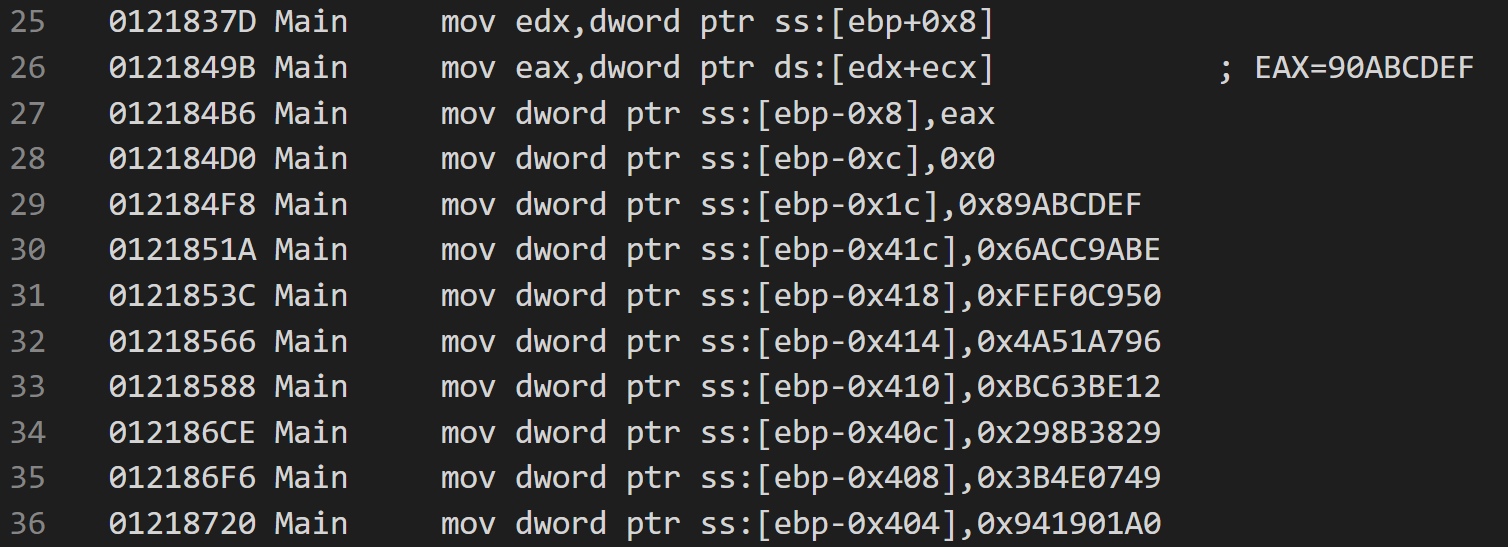 25 0121837D Main mov edx,dword ptr ss:[ebp+0x8]
26 0121849B Main mov eax,dword ptr ds:[edx+ecx] ; EAX=90ABCDEF
27 012184B6 Main mov dword ptr ss:[ebp-0x8],eax
28 012184D0 Main mov dword ptr ss:[ebp-0xc],0x0
29 012184F8 Main mov dword ptr ss:[ebp-0x1c],0x89ABCDEF
30 0121851A Main mov dword ptr ss:[ebp-0x41c],0x6ACC9ABE
31 0121853C Main mov dword ptr ss:[ebp-0x418],0xFEF0C950
32 01218566 Main mov dword ptr ss:[ebp-0x414],0x4A51A796
33 01218588 Main mov dword ptr ss:[ebp-0x410],0xBC63BE12
34 012186CE Main mov dword ptr ss:[ebp-0x40c],0x298B3829
35 012186F6 Main mov dword ptr ss:[ebp-0x408],0x3B4E0749
36 01218720 Main mov dword ptr ss:[ebp-0x404],0x941901A0